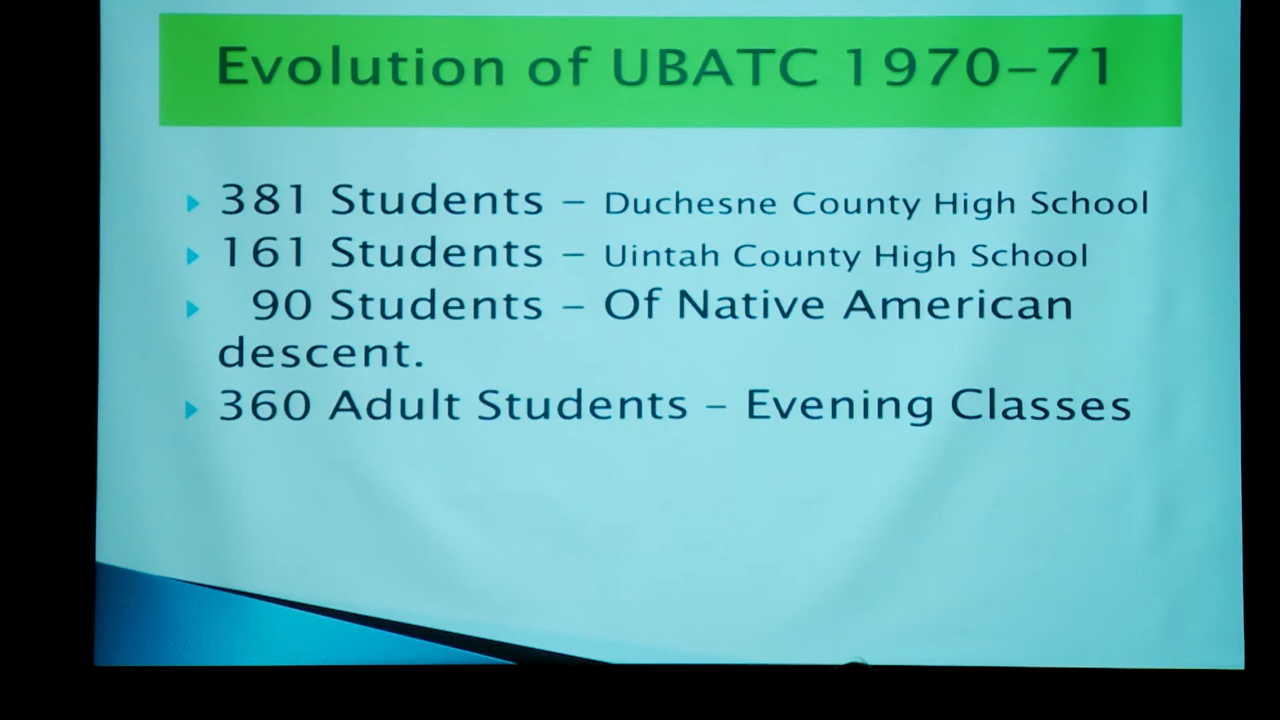 Evolution of UBATC 1970–71
381 Students – Duchesne County High School
161 Students – Uintah County High School
90 Students – Of Native American
descent.
360 Adult Students – Evening Classes